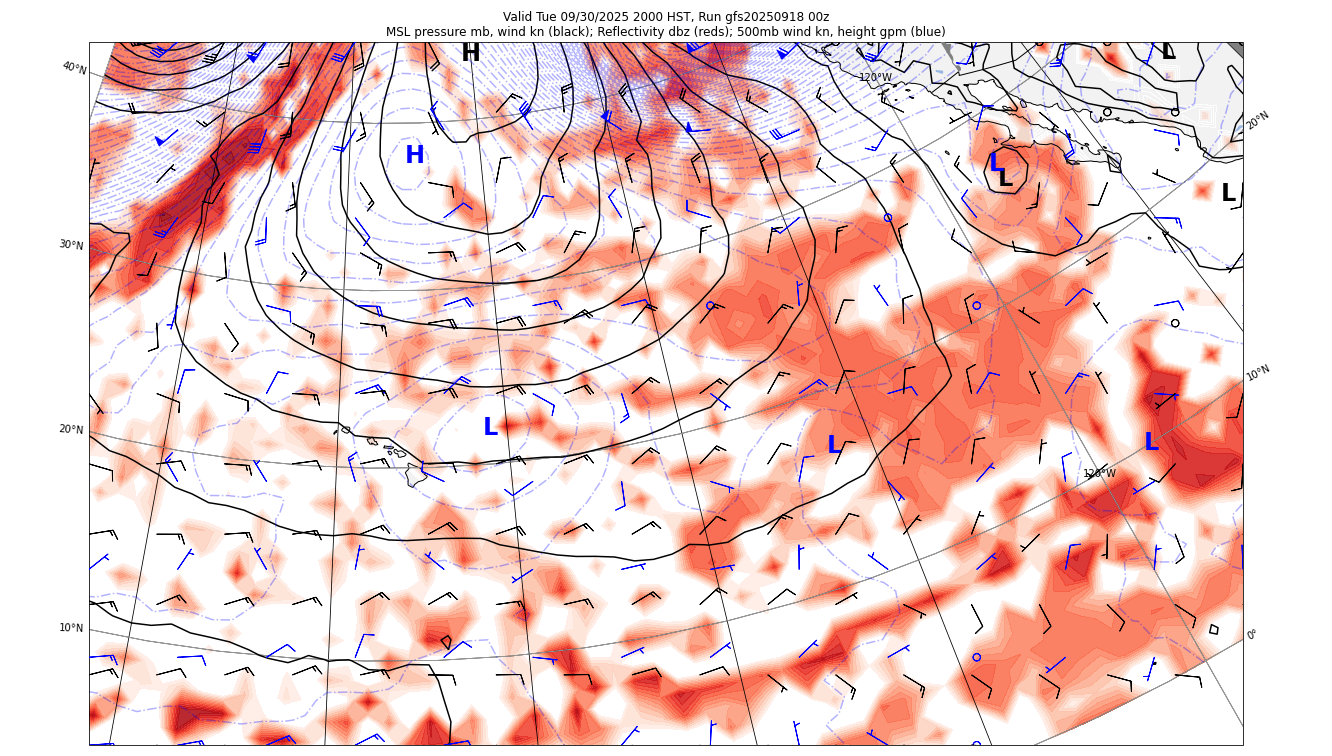 Valid Tue 09/30/2025 2000 HST, Run gfs20250918 00z
MSL pressure mb, wind kn (black); Reflectivity dbz (reds); 500mb wind kn, height gpm (blue)
H
L
40°N
120°W
20°N
H
L
L
L
30°N
10°N
L
L
L
20°N
120°W
10°N
0°